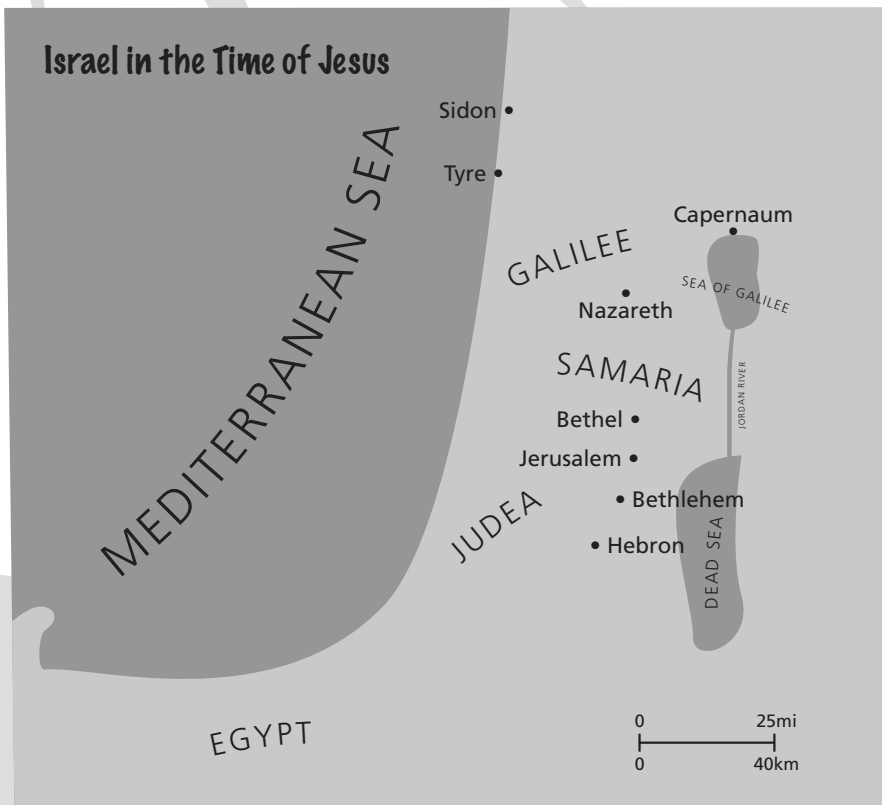 Israel in the Time of Jesus
Sidon
Tyre
MEDITERRANEAN SEA
Capernaum
GALILEE
SEA OF GALILEE
Nazareth
SAMARIA
JORDAN RIVER
Bethel
Jerusalem
Bethlehem
JUDEA
Hebron
DEAD SEA
EGYPT
0 25mi
0 40km